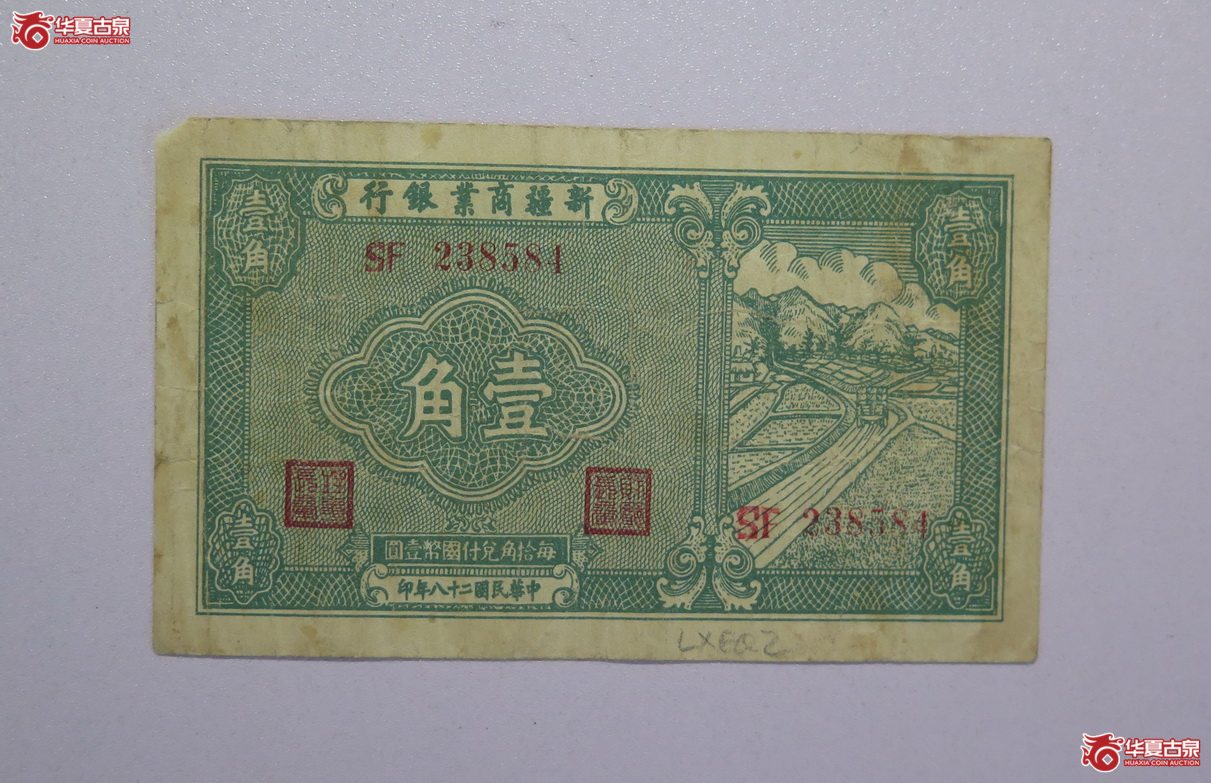 华夏古泉
HUAXIA COIN AUCTION
新疆商業銀行
壹角
壹角
SF 238584
壹角
SF 238584
每拾角兌付國幣壹圓
中華民國二十八年印
壹角
壹角
LXEQZ
华夏古泉
HUAXIA COIN AUCTION